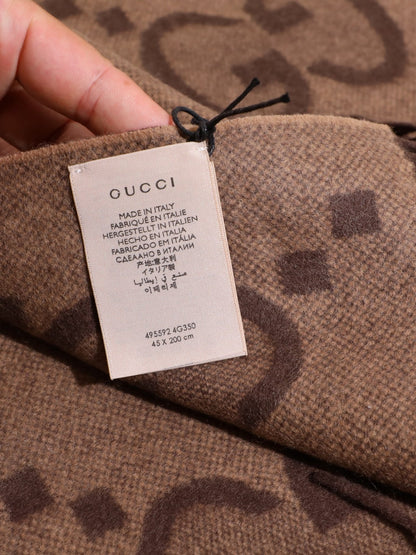 GUCCI
MADE IN ITALY
FABRIQUÉ EN ITALIE
HERGESTELLT IN ITALIEN
HECHO EN ITALIA
FABRICADO EM ITÁLIA
СДЕЛАНО В ИТАЛИИ
产地:意大利
イタリア製
صنع في إيطاليا
이태리제
495592 4G350
45 X 200 cm